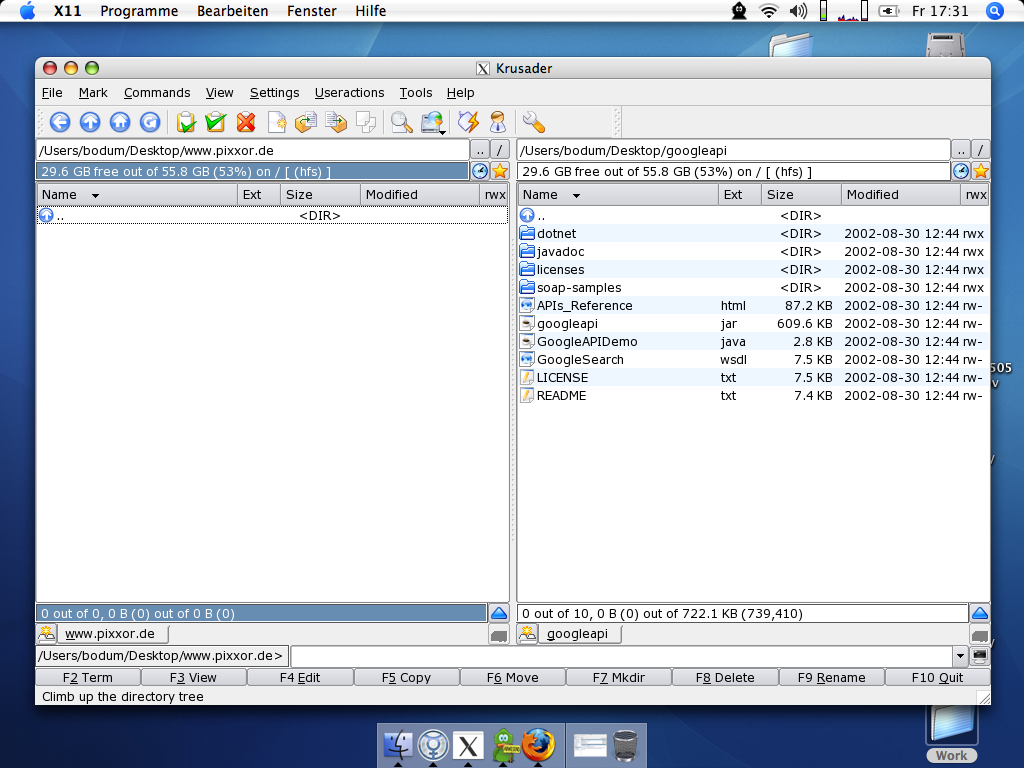 X11 Programme Bearbeiten Fenster Hilfe Fr 17:31
Krusader
File Mark Commands View Settings Useractions Tools Help
/Users/bodum/Desktop/www.pixxor.de .. /
29.6 GB free out of 55.8 GB (53%) on / [ (hfs) ]
Name Ext Size Modified rwx
.. <DIR>
0 out of 0, 0 B (0) out of 0 B (0)
www.pixxor.de
/Users/bodum/Desktop/googleapi .. /
29.6 GB free out of 55.8 GB (53%) on / [ (hfs) ]
Name Ext Size Modified rwx
.. <DIR>
dotnet <DIR> 2002-08-30 12:44 rwx
javadoc <DIR> 2002-08-30 12:44 rwx
licenses <DIR> 2002-08-30 12:44 rwx
soap-samples <DIR> 2002-08-30 12:44 rwx
APIs_Reference html 87.2 KB 2002-08-30 12:44 rw-
googleapi jar 609.6 KB 2002-08-30 12:44 rw-
GoogleAPIDemo java 2.8 KB 2002-08-30 12:44 rw-
GoogleSearch wsdl 7.5 KB 2002-08-30 12:44 rw-
LICENSE txt 7.5 KB 2002-08-30 12:44 rw-
README txt 7.4 KB 2002-08-30 12:44 rw-
0 out of 10, 0 B (0) out of 722.1 KB (739,410)
googleapi
/Users/bodum/Desktop/www.pixxor.de>
F2 Term F3 View F4 Edit F5 Copy F6 Move F7 Mkdir F8 Delete F9 Rename F10 Quit
Climb up the directory tree
Work